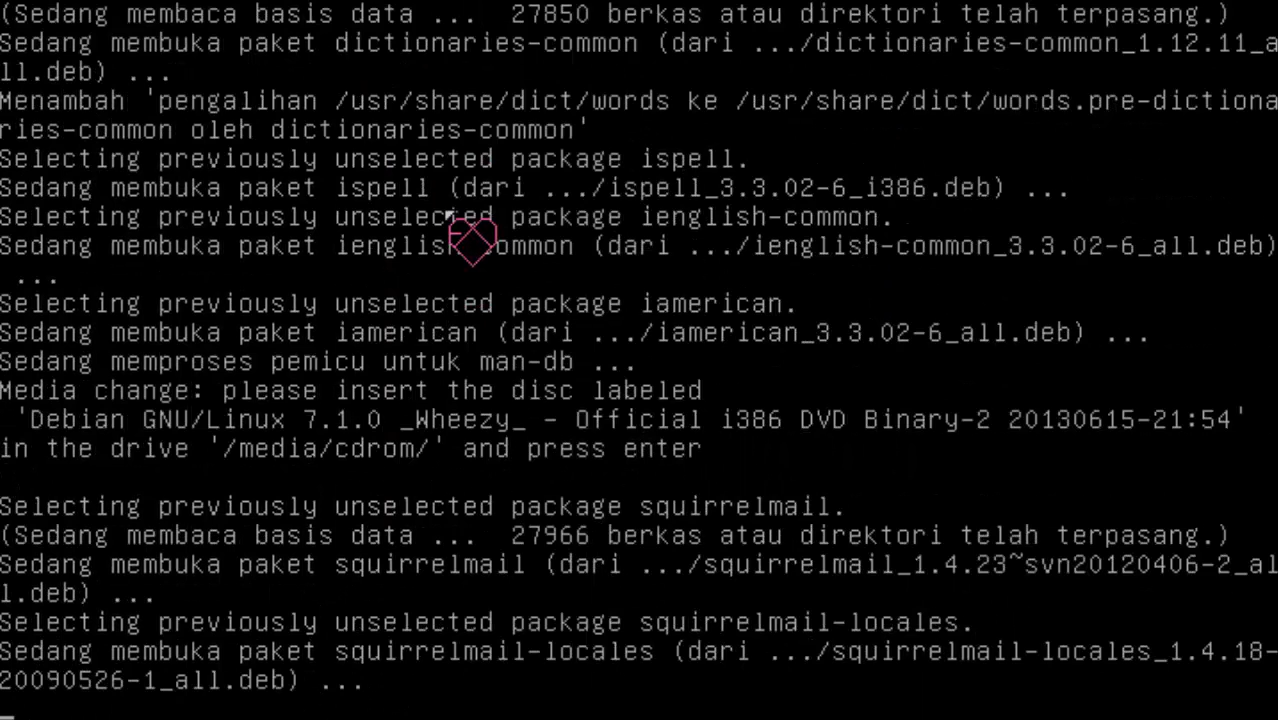 (Sedang membaca basis data ...  27850 berkas atau direktori telah terpasang.)
Sedang membuka paket dictionaries-common (dari .../dictionaries-common_1.12.11_a
ll.deb) ...
Menambah 'pengalihan /usr/share/dict/words ke /usr/share/dict/words.pre-dictiona
ries-common oleh dictionaries-common'
Selecting previously unselected package ispell.
Sedang membuka paket ispell (dari .../ispell_3.3.02-6_i386.deb) ...
Selecting previously unselected package ienglish-common.
Sedang membuka paket ienglish-common (dari .../ienglish-common_3.3.02-6_all.deb)
 ...
Selecting previously unselected package iamerican.
Sedang membuka paket iamerican (dari .../iamerican_3.3.02-6_all.deb) ...
Sedang memproses pemicu untuk man-db ...
Media change: please insert the disc labeled
 'Debian GNU/Linux 7.1.0 _Wheezy_ - Official i386 DVD Binary-2 20130615-21:54'
in the drive '/media/cdrom/' and press enter
Selecting previously unselected package squirrelmail.
(Sedang membaca basis data ...  27966 berkas atau direktori telah terpasang.)
Sedang membuka paket squirrelmail (dari .../squirrelmail_1.4.23~svn20120406-2_al
l.deb) ...
Selecting previously unselected package squirrelmail-locales.
Sedang membuka paket squirrelmail-locales (dari .../squirrelmail-locales_1.4.18-
20090526-1_all.deb) ...